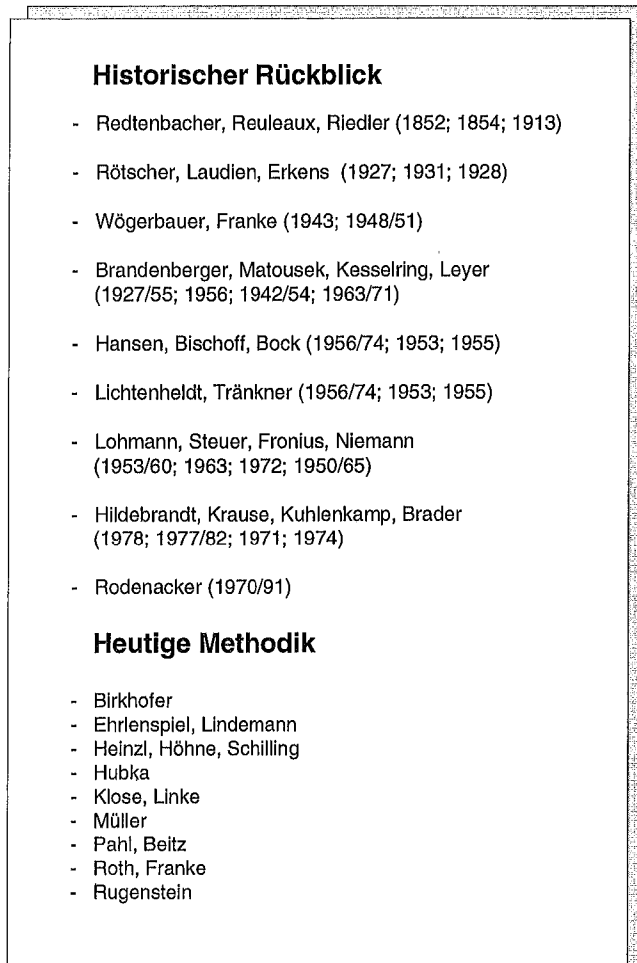 Historischer Rückblick
- Redtenbacher, Reuleaux, Riedler (1852; 1854; 1913)
- Rötscher, Laudien, Erkens (1927; 1931; 1928)
- Wögerbauer, Franke (1943; 1948/51)
- Brandenberger, Matousek, Kesselring, Leyer
(1927/55; 1956; 1942/54; 1963/71)
- Hansen, Bischoff, Bock (1956/74; 1953; 1955)
- Lichtenheldt, Tränkner (1956/74; 1953; 1955)
- Lohmann, Steuer, Fronius, Niemann
(1953/60; 1963; 1972; 1950/65)
- Hildebrandt, Krause, Kuhlenkamp, Brader
(1978; 1977/82; 1971; 1974)
- Rodenacker (1970/91)
Heutige Methodik
- Birkhofer
- Ehrlenspiel, Lindemann
- Heinzl, Höhne, Schilling
- Hubka
- Klose, Linke
- Müller
- Pahl, Beitz
- Roth, Franke
- Rugenstein